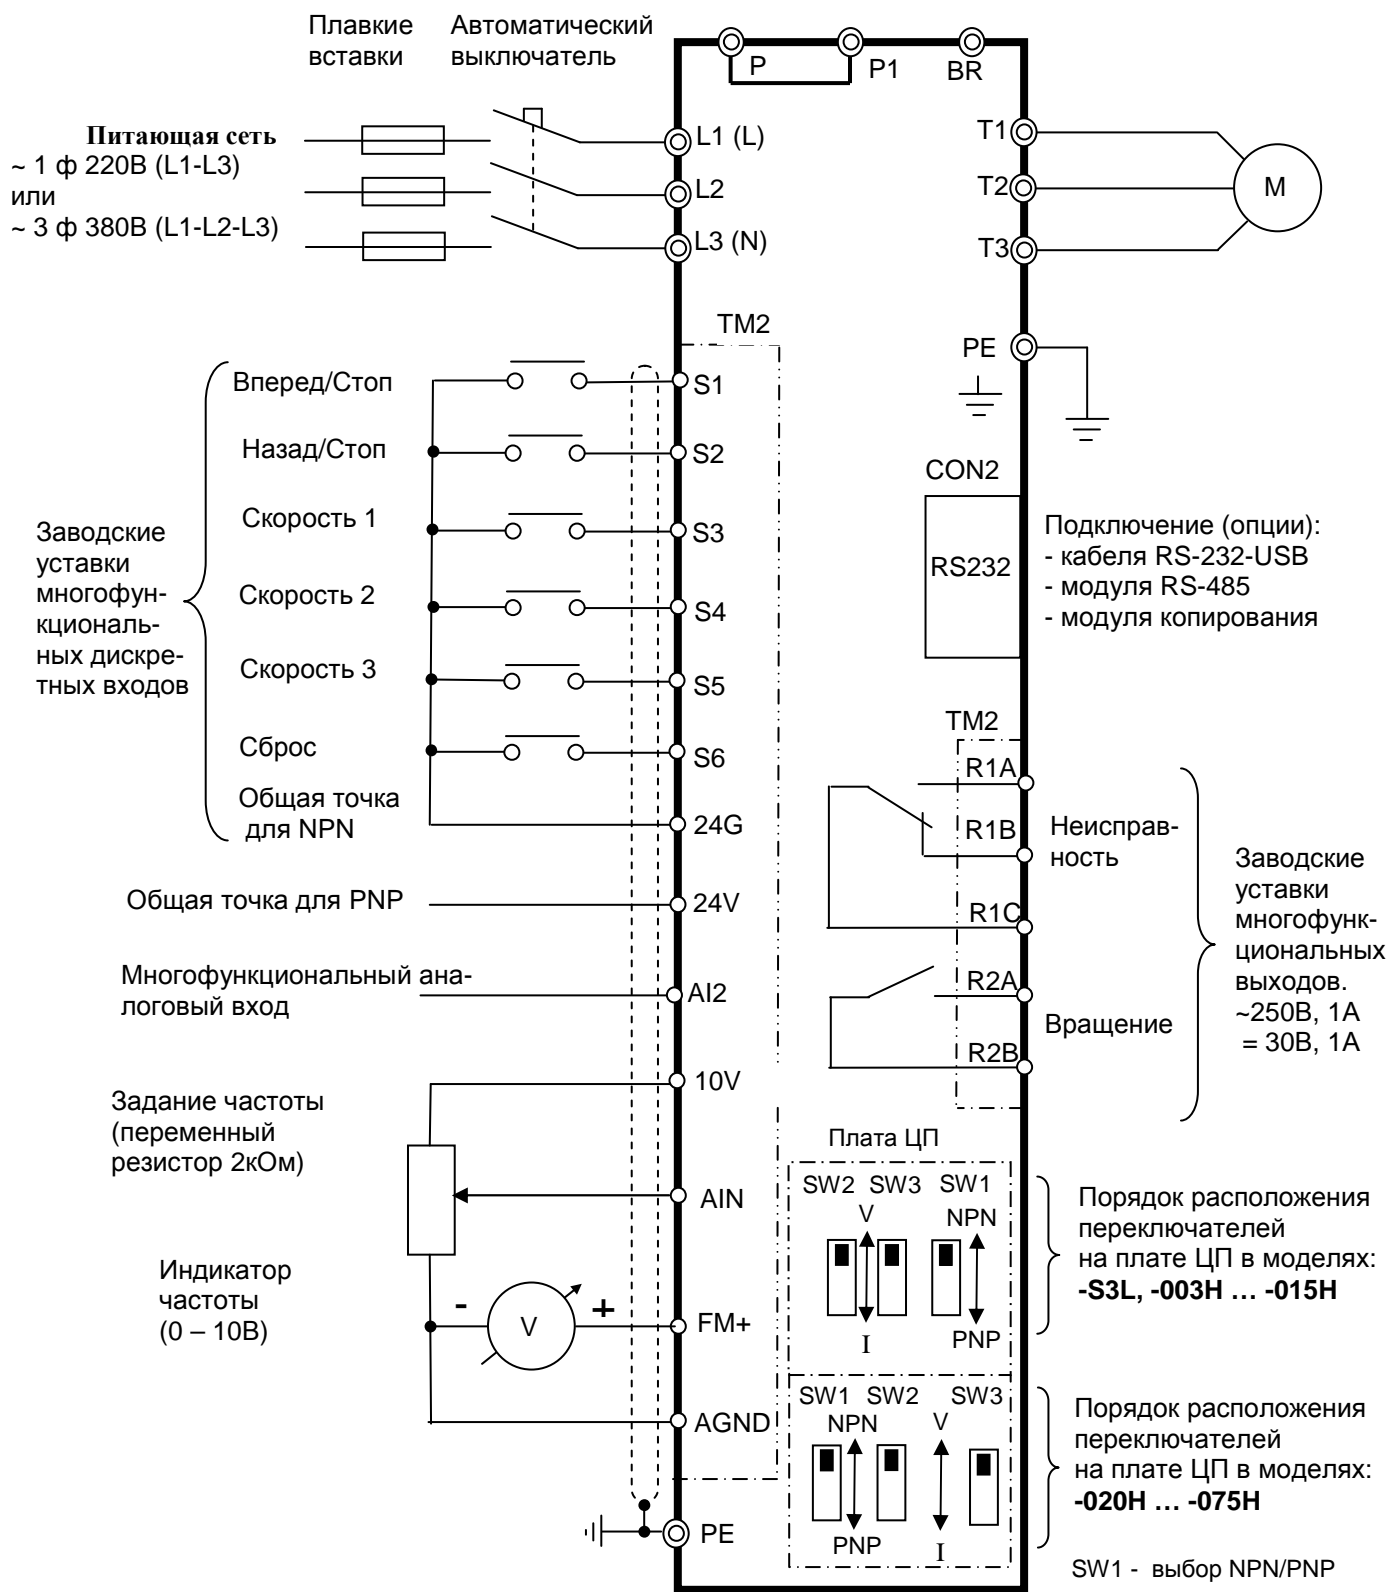 Плавкие
вставки
Автоматический
выключатель
P
P1
BR
Питающая сеть
~ 1 ф 220В (L1-L3)
или
~ 3 ф 380В (L1-L2-L3)
L1 (L)
L2
L3 (N)
T1
T2
T3
M
PE
TM2
Вперед/Стоп
S1
Назад/Стоп
S2
Скорость 1
S3
Скорость 2
S4
Скорость 3
S5
Сброс
S6
Общая точка
для NPN
24G
Заводские
уставки
многофун-
кциональ-
ных дискре-
тных входов
CON2
RS232
Подключение (опции):
- кабеля RS-232-USB
- модуля RS-485
- модуля копирования
Общая точка для PNP
24V
Многофункциональный ана-
логовый вход
AI2
TM2
R1A
R1B
R1C
R2A
R2B
Неисправ-
ность
Вращение
Заводские
уставки
многофунк-
циональных
выходов.
~250В, 1А
= 30В, 1А
10V
Задание частоты
(переменный
резистор 2кОм)
AIN
Индикатор
частоты
(0 – 10В)
-
V
+
FM+
AGND
PE
Плата ЦП
SW2 SW3 SW1
V
NPN
I
PNP
Порядок расположения
переключателей
на плате ЦП в моделях:
-S3L, -003H … -015H
SW1 SW2 SW3
NPN
V
PNP
I
Порядок расположения
переключателей
на плате ЦП в моделях:
-020H … -075H
SW1 - выбор NPN/PNP